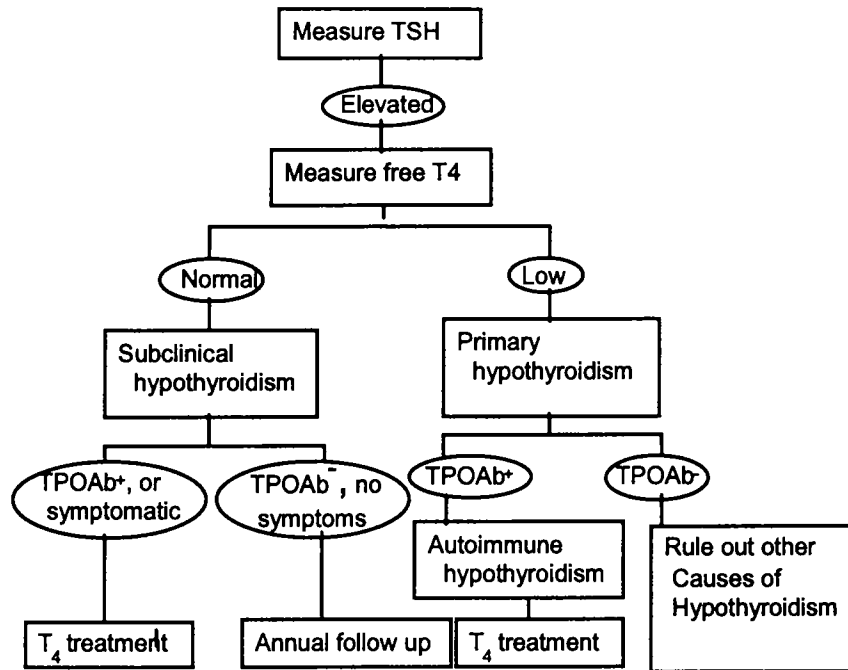 Measure TSH
Elevated
Measure free T4
Normal
Low
Subclinical
hypothyroidism
Primary
hypothyroidism
TPOAb⁺, or
symptomatic
TPOAb⁻, no
symptoms
TPOAb⁺
TPOAb⁻
Autoimmune
hypothyroidism
Rule out other
Causes of
Hypothyroidism
T₄ treatment
Annual follow up
T₄ treatment